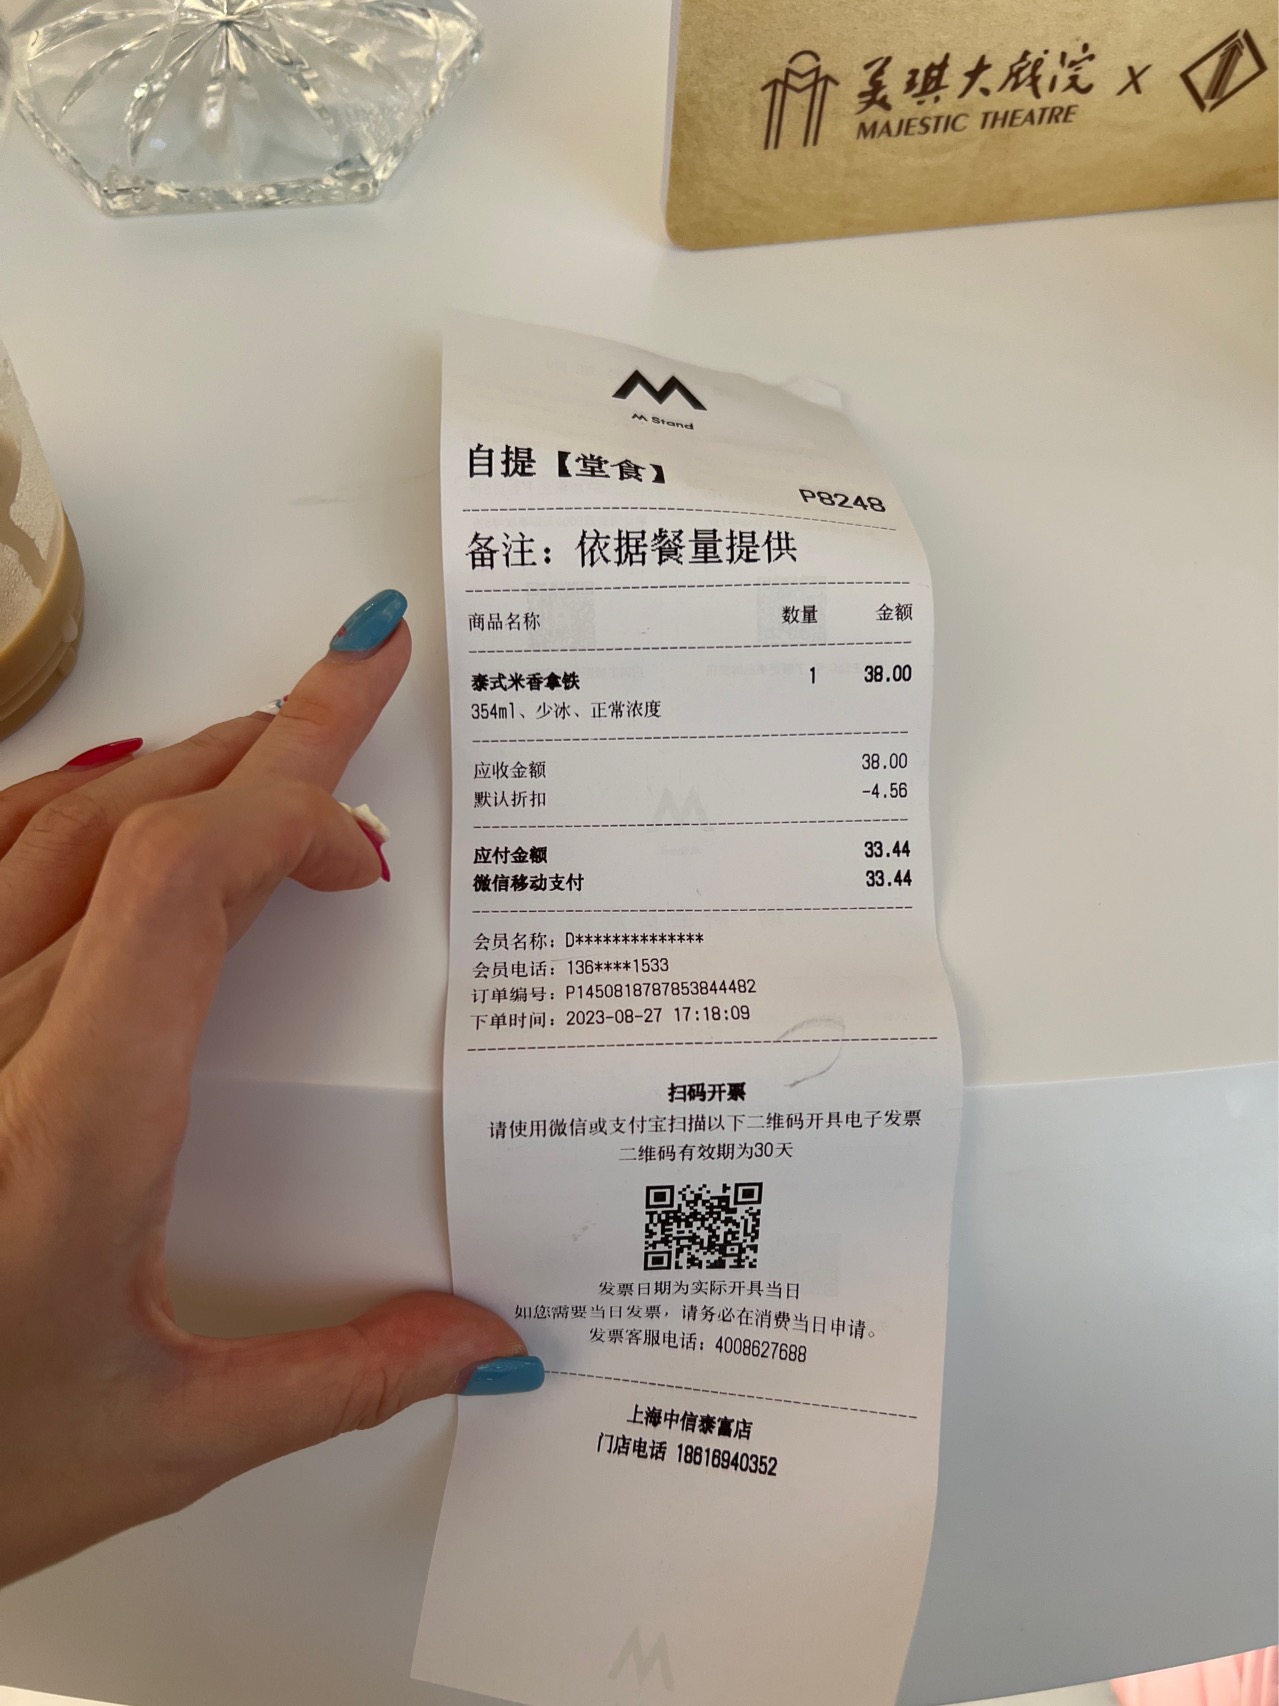 美琪大戏院 X
MAJESTIC THEATRE
M Stand
自提【堂食】
P8248
备注：依据餐量提供
商品名称 数量 金额
泰式米香拿铁 1 38.00
354ml、少冰、正常浓度
应收金额 38.00
默认折扣 -4.56
应付金额 33.44
微信移动支付 33.44
会员名称：D**************
会员电话：136****1533
订单编号：P1450818787853844482
下单时间：2023-08-27 17:18:09
扫码开票
请使用微信或支付宝扫描以下二维码开具电子发票
二维码有效期为30天
发票日期为实际开具当日
如您需要当日发票，请务必在消费当日申请。
发票客服电话：4008627688
上海中信泰富店
门店电话 18616940352